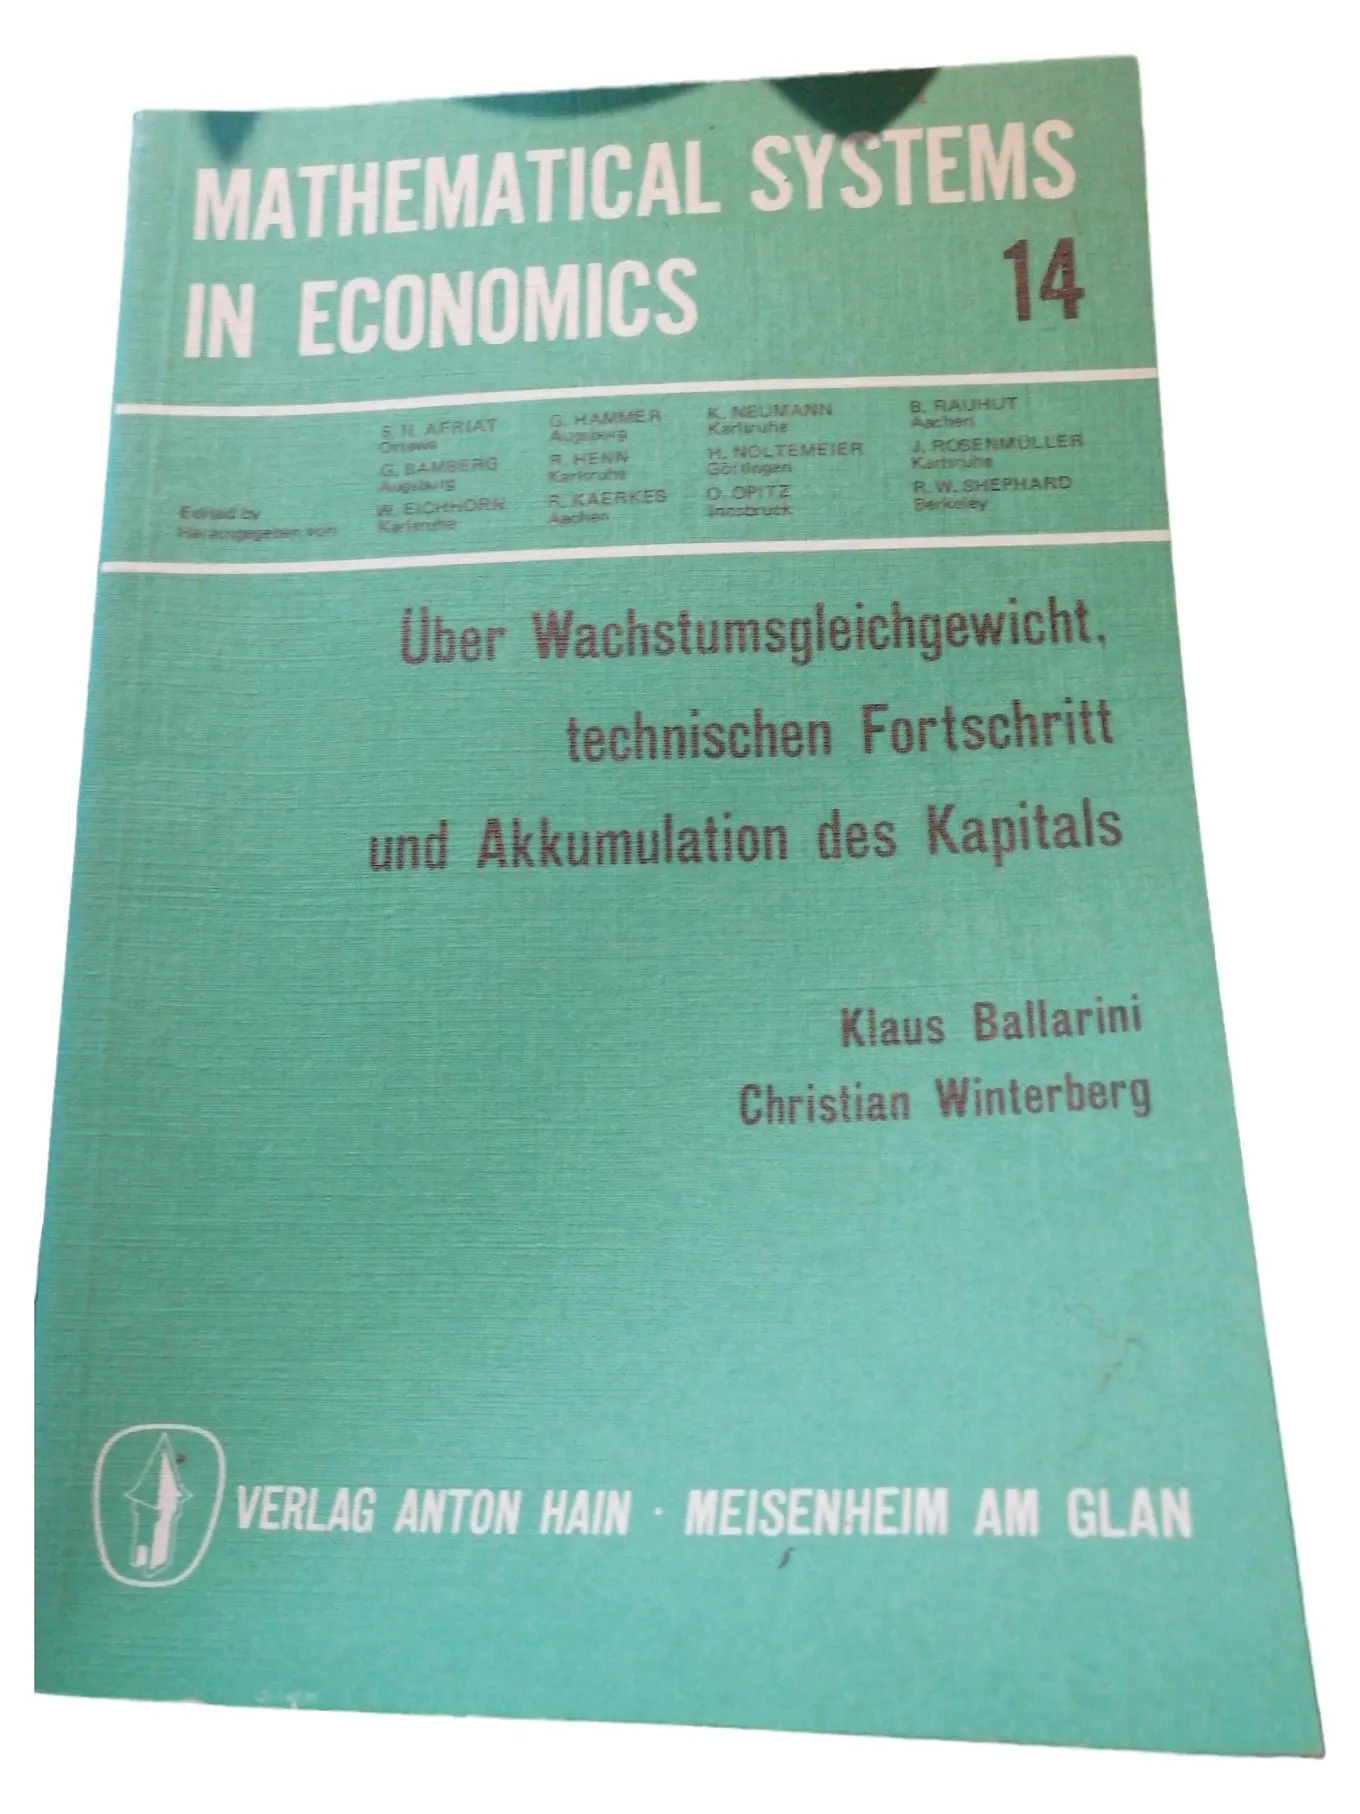 MATHEMATICAL SYSTEMS
IN ECONOMICS 14
S. N. AFRIAT
Ottawa
G. BAMBERG
Augsburg
W. EICHHORN
Karlsruhe
G. HAMMER
Augsburg
R. HENN
Karlsruhe
R. KAERKES
Aachen
K. NEUMANN
Karlsruhe
H. NOLTEMEIER
Göttingen
O. OPITZ
Innsbruck
B. RAUHUT
Aachen
J. ROSENMÜLLER
Karlsruhe
R. W. SHEPHARD
Berkeley
Edited by
Herausgegeben von
Über Wachstumsgleichgewicht,
technischen Fortschritt
und Akkumulation des Kapitals
Klaus Ballarini
Christian Winterberg
VERLAG ANTON HAIN · MEISENHEIM AM GLAN